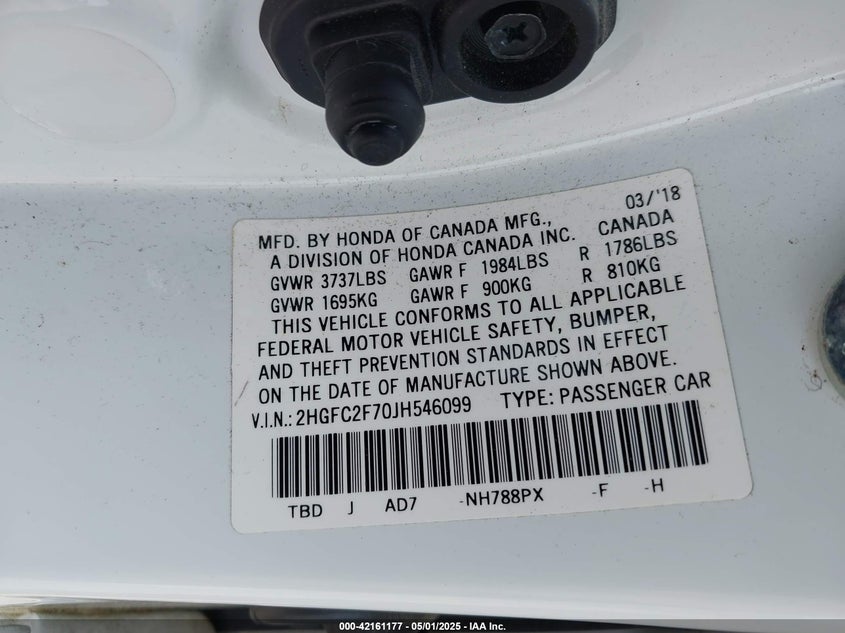 03/'18
MFD. BY HONDA OF CANADA MFG., CANADA
A DIVISION OF HONDA CANADA INC.
GVWR 3737LBS GAWR F 1984LBS R 1786LBS
GVWR 1695KG GAWR F 900KG R 810KG
THIS VEHICLE CONFORMS TO ALL APPLICABLE
FEDERAL MOTOR VEHICLE SAFETY, BUMPER,
AND THEFT PREVENTION STANDARDS IN EFFECT
ON THE DATE OF MANUFACTURE SHOWN ABOVE.
V.I.N.: 2HGFC2F70JH546099 TYPE: PASSENGER CAR
TBD J AD7 -NH788PX -F -H
000-42161177 - 05/01/2025 - IAA Inc.